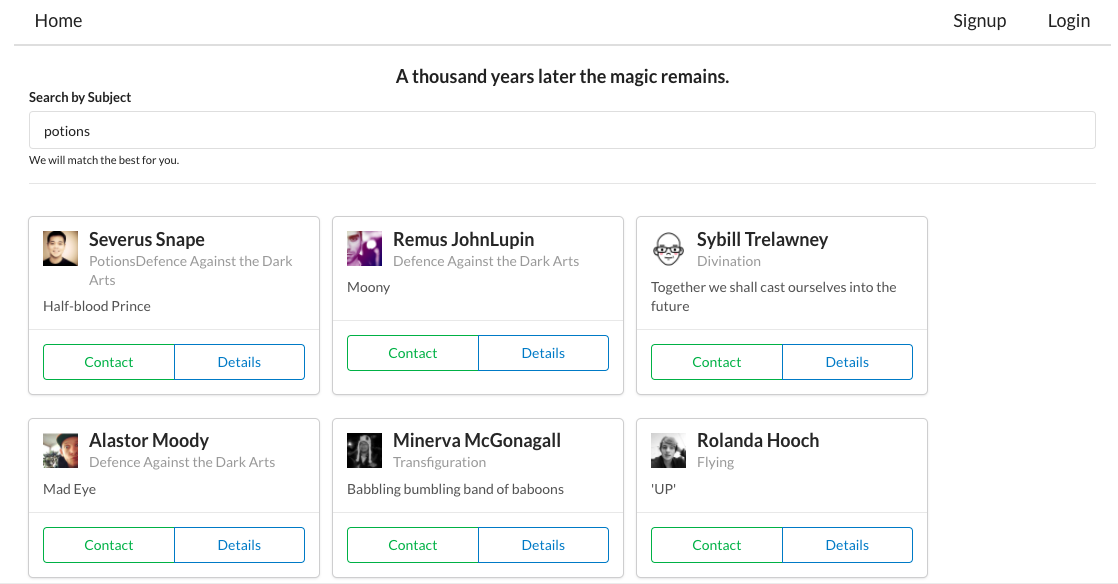 Home Signup Login
A thousand years later the magic remains.
Search by Subject
potions
We will match the best for you.
Severus Snape
PotionsDefence Against the Dark
Arts
Half-blood Prince
Contact Details
Remus JohnLupin
Defence Against the Dark Arts
Moony
Contact Details
Sybill Trelawney
Divination
Together we shall cast ourselves into the
future
Contact Details
Alastor Moody
Defence Against the Dark Arts
Mad Eye
Contact Details
Minerva McGonagall
Transfiguration
Babbling bumbling band of baboons
Contact Details
Rolanda Hooch
Flying
'UP'
Contact Details